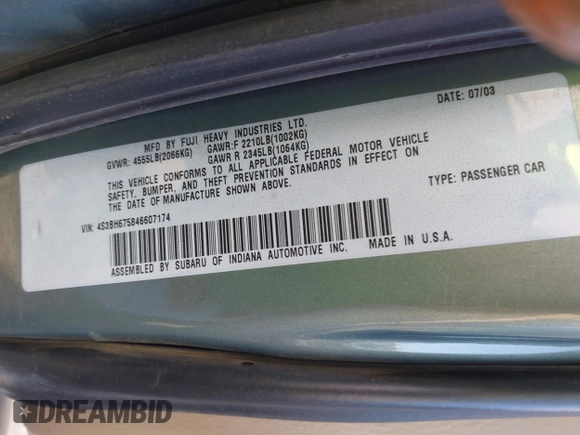 MFD BY FUJI HEAVY INDUSTRIES LTD. DATE: 07/03
GVWR: 4555LB(2066KG) GAWR:F 2210LB(1002KG)
GAWR R 2345LB(1064KG)
THIS VEHICLE CONFORMS TO ALL APPLICABLE FEDERAL MOTOR VEHICLE
SAFETY, BUMPER, AND THEFT PREVENTION STANDARDS IN EFFECT ON
THE DATE OF MANUFACTURE SHOWN ABOVE.
VIN: 4S3BH675846607174 TYPE: PASSENGER CAR
ASSEMBLED BY SUBARU OF INDIANA AUTOMOTIVE INC. MADE IN U.S.A.
DREAMBID